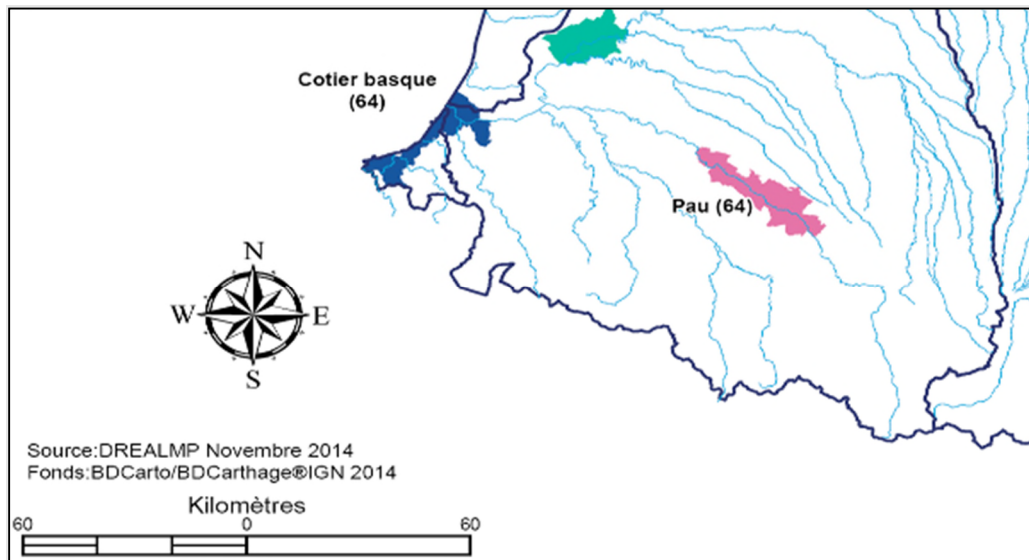 Cotier basque
(64)
Pau (64)
N
W
E
S
Source:DREALMP Novembre 2014
Fonds:BDCarto/BDCarthage®IGN 2014
Kilomètres
60
0
60